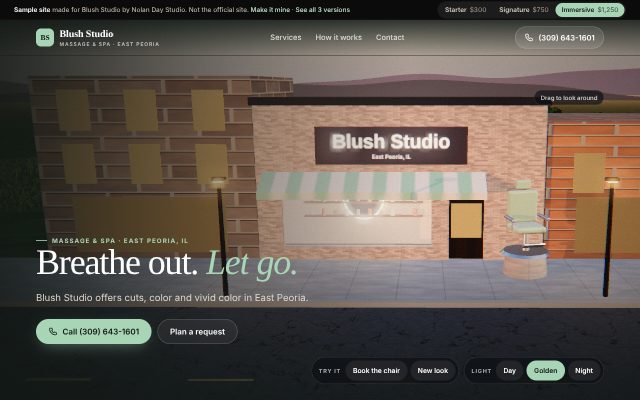 Sample site made for Blush Studio by Nolan Day Studio. Not the official site. Make it mine · See all 3 versions
Starter $300 Signature $750 Immersive $1,250
BS Blush Studio
MASSAGE & SPA · EAST PEORIA
Services How it works Contact
(309) 643-1601
Drag to look around
Blush Studio
East Peoria, IL
MASSAGE & SPA · EAST PEORIA, IL
Breathe out. Let go.
Blush Studio offers cuts, color and vivid color in East Peoria.
Call (309) 643-1601 Plan a request
TRY IT Book the chair New look LIGHT Day Golden Night